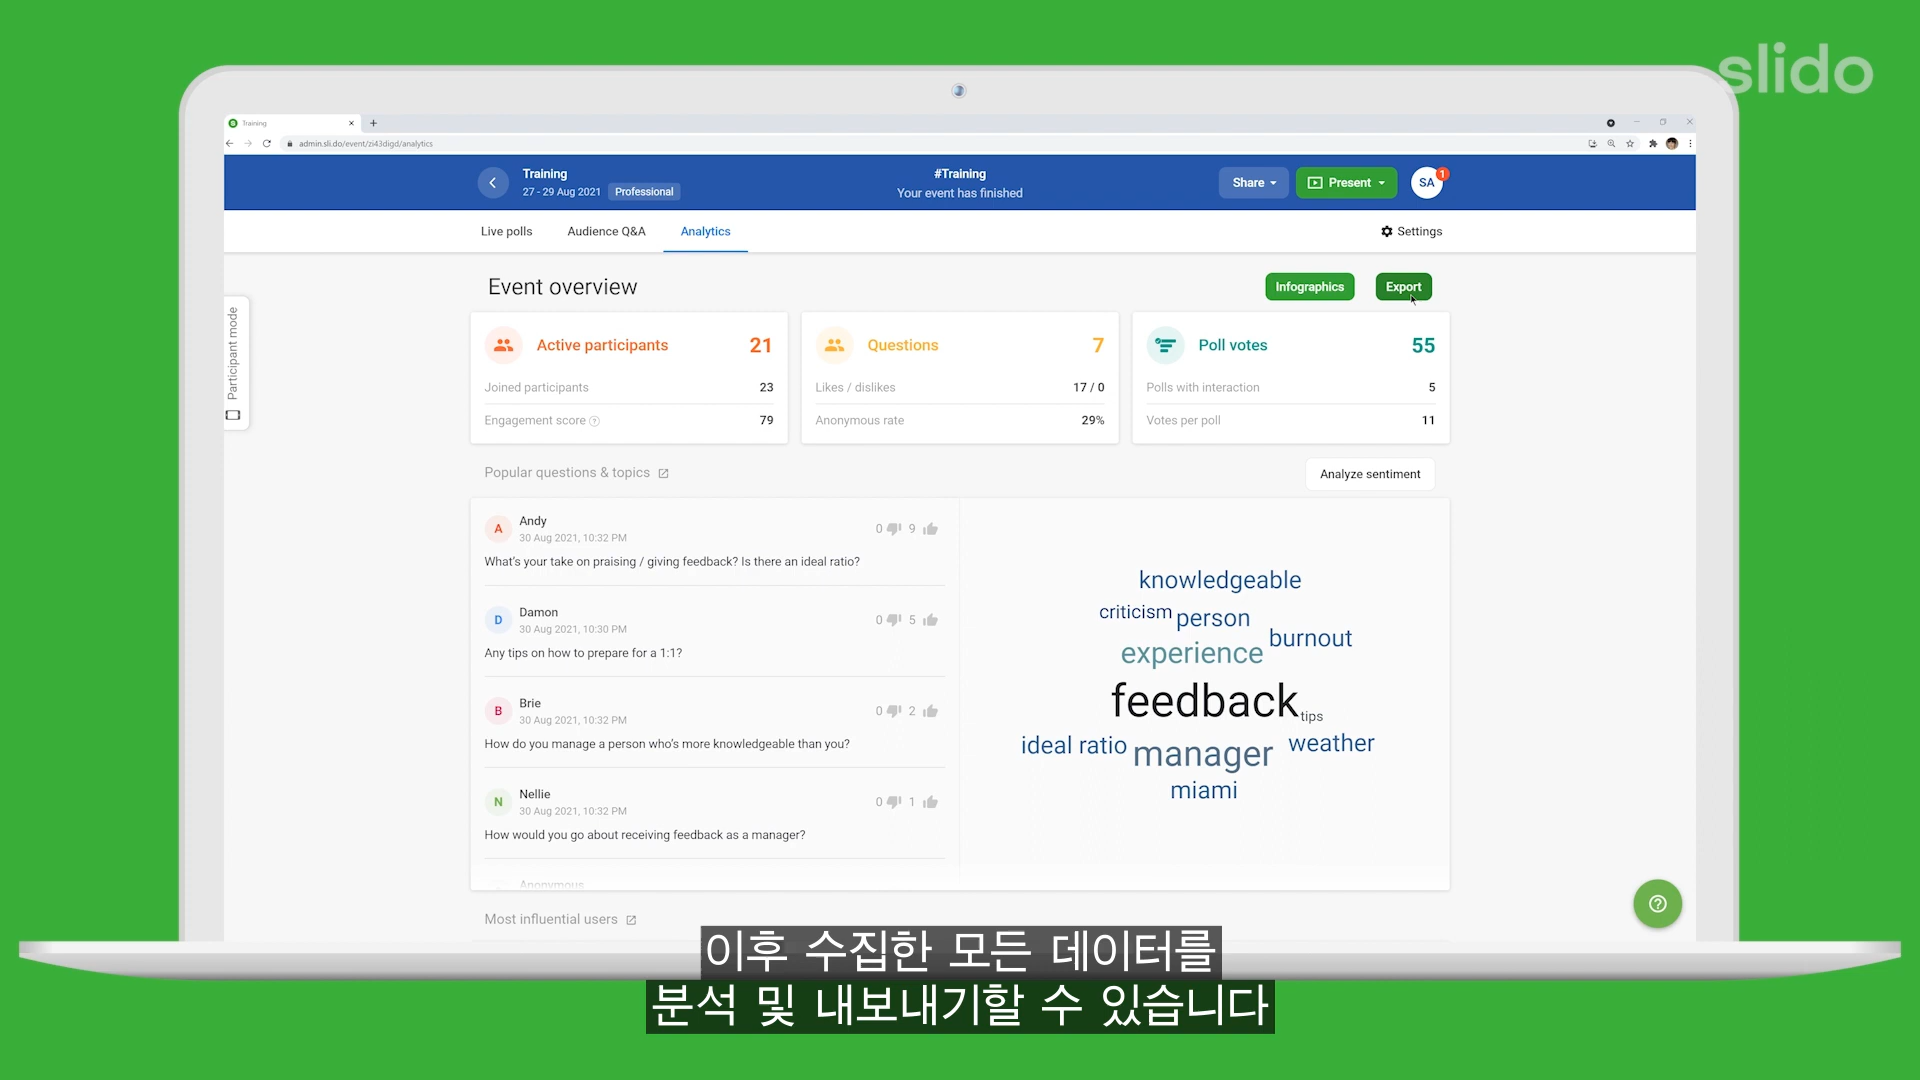 slido
Training
admin.sli.do/event/zi43digd/analytics
Training
27 - 29 Aug 2021 Professional
#Training
Your event has finished
Share
Present
SA
1
Live polls
Audience Q&A
Analytics
Settings
Participant mode
Event overview
Infographics
Export
Active participants 21
Joined participants 23
Engagement score 79
Questions 7
Likes / dislikes 17 / 0
Anonymous rate 29%
Poll votes 55
Polls with interaction 5
Votes per poll 11
Popular questions & topics
Analyze sentiment
A
Andy
30 Aug 2021, 10:32 PM
0 9
What's your take on praising / giving feedback? Is there an ideal ratio?
D
Damon
30 Aug 2021, 10:30 PM
0 5
Any tips on how to prepare for a 1:1?
B
Brie
30 Aug 2021, 10:32 PM
0 2
How do you manage a person who's more knowledgeable than you?
N
Nellie
30 Aug 2021, 10:32 PM
0 1
How would you go about receiving feedback as a manager?
Anonymous
knowledgeable
criticism
person
burnout
experience
feedback
tips
ideal ratio
manager
weather
miami
Most influential users
이후 수집한 모든 데이터를
분석 및 내보내기할 수 있습니다